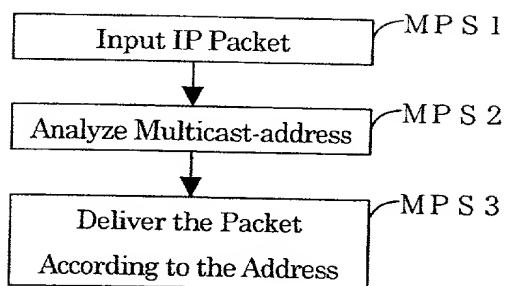 Input IP Packet
MPS1
Analyze Multicast-address
MPS2
Deliver the Packet
According to the Address
MPS3